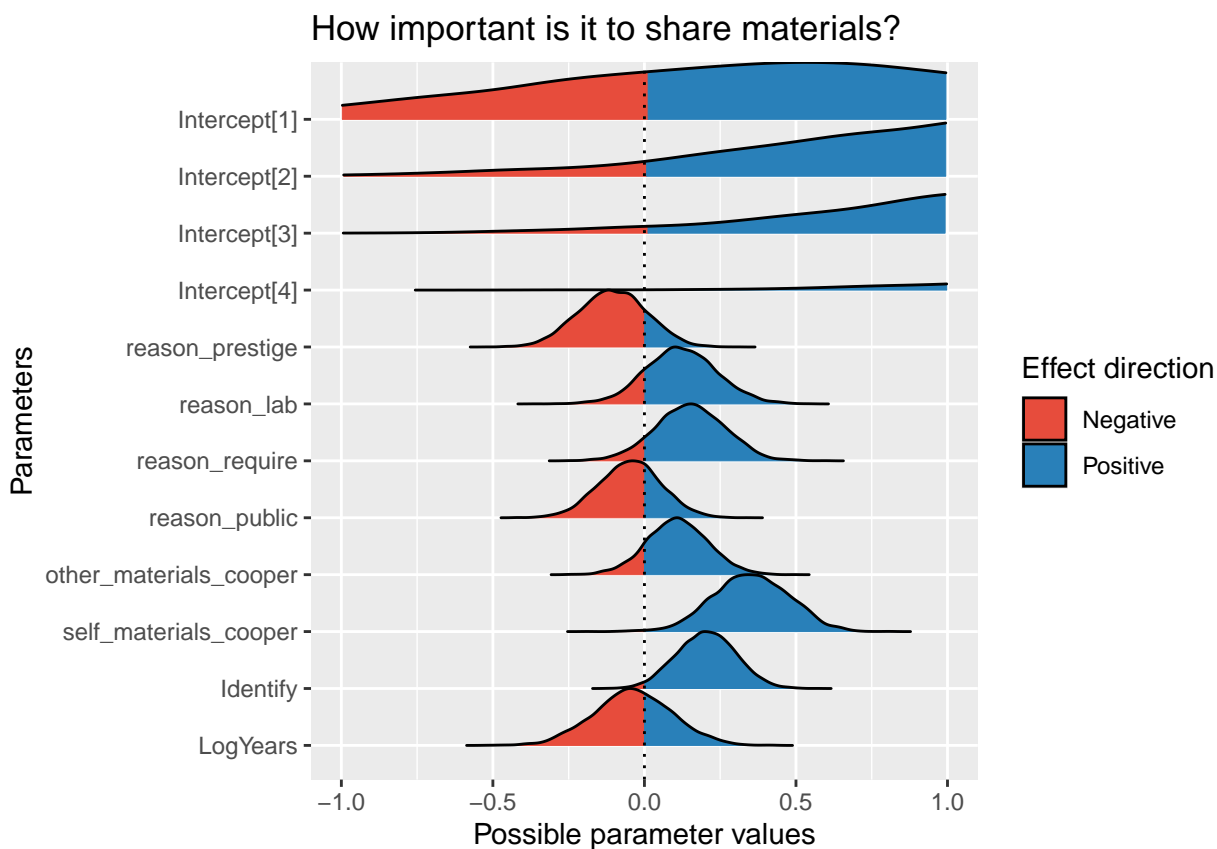 How important is it to share materials?
Intercept[1]
Intercept[2]
Intercept[3]
Intercept[4]
reason_prestige
reason_lab
reason_require
reason_public
other_materials_cooper
self_materials_cooper
Identify
LogYears
Parameters
−1.0 −0.5 0.0 0.5 1.0
Possible parameter values
Effect direction
Negative
Positive